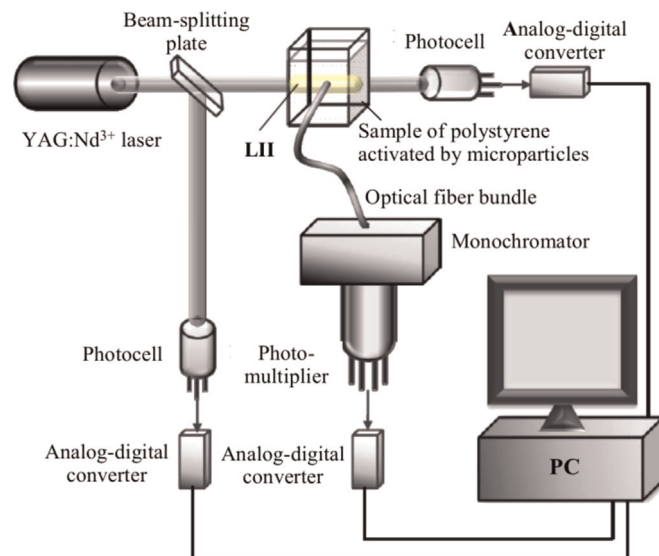 Beam-splitting
plate
Photocell
Analog-digital
converter
YAG:Nd³⁺ laser
LII
Sample of polystyrene
activated by microparticles
Optical fiber bundle
Monochromator
Photocell
Photo-
multiplier
Analog-digital
converter
Analog-digital
converter
PC